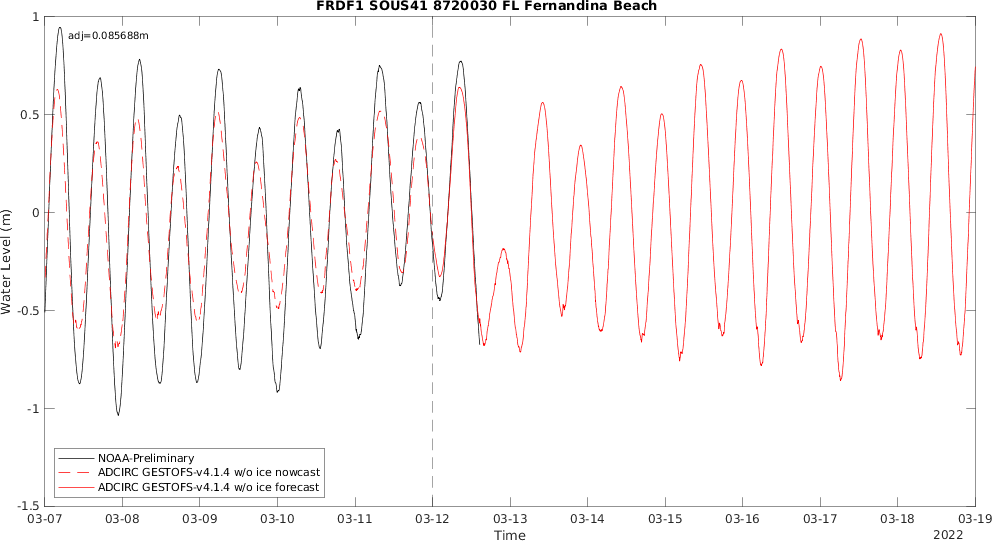 FRDF1 SOUS41 8720030 FL Fernandina Beach
adj=0.085688m
1
0.5
0
-0.5
-1
-1.5
Water Level (m)
NOAA-Preliminary
ADCIRC GESTOFS-v4.1.4 w/o ice nowcast
ADCIRC GESTOFS-v4.1.4 w/o ice forecast
03-07 03-08 03-09 03-10 03-11 03-12 03-13 03-14 03-15 03-16 03-17 03-18 03-19
Time
2022